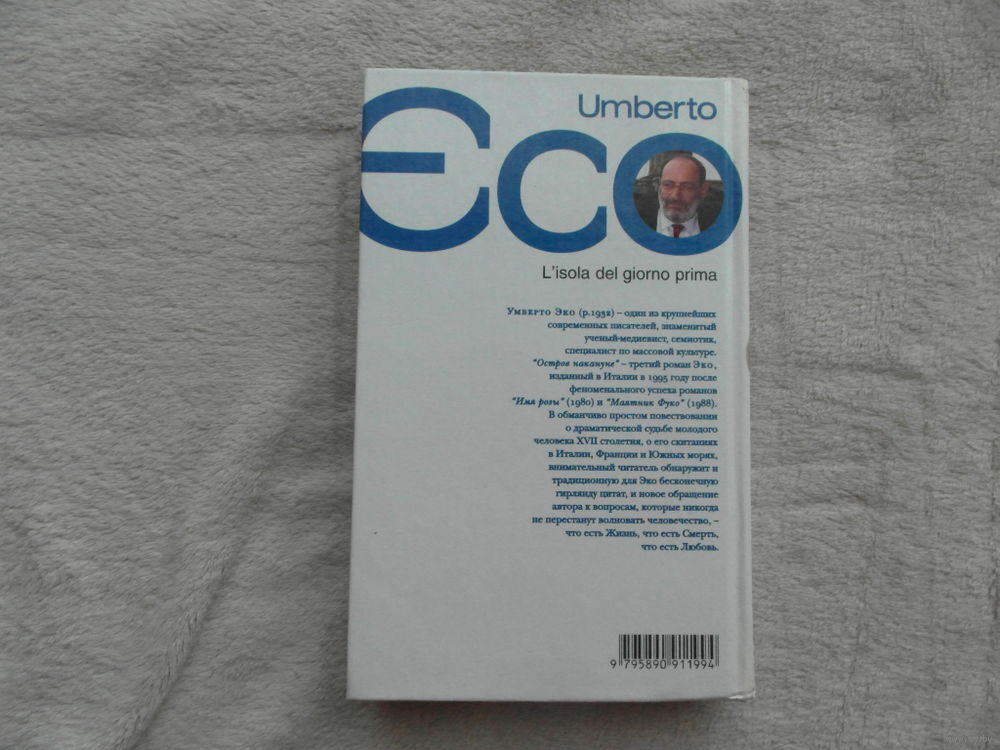 Umberto
Eco
L'isola del giorno prima
Умберто Эко (р.1932) – один из крупнейших
современных писателей, знаменитый
ученый-медиевист, семиотик,
специалист по массовой культуре.
"Остров накануне" – третий роман Эко,
изданный в Италии в 1995 году после
феноменального успеха романов
"Имя розы" (1980) и "Маятник Фуко" (1988).
В обманчиво простом повествовании
о драматической судьбе молодого
человека XVII столетия, о его скитаниях
в Италии, Франции и Южных морях,
внимательный читатель обнаружит и
традиционную для Эко бесконечную
гирлянду цитат, и новое обращение
автора к вопросам, которые никогда
не перестанут волновать человечество, –
что есть Жизнь, что есть Смерть,
что есть Любовь.
9 795890 911994